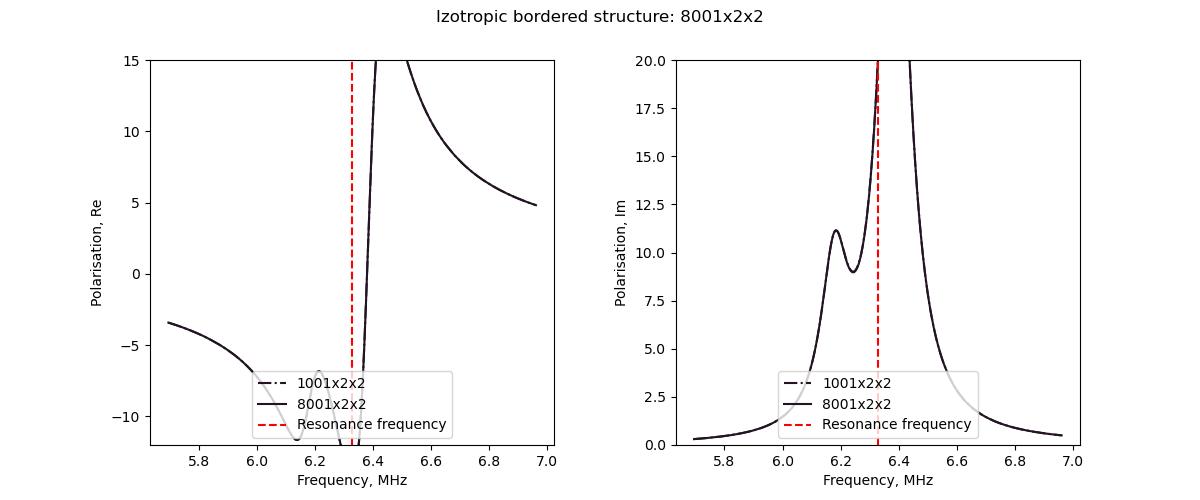 Izotropic bordered structure: 8001x2x2
Polarisation, Re
15
10
5
0
−5
−10
5.8 6.0 6.2 6.4 6.6 6.8 7.0
Frequency, MHz
1001x2x2
8001x2x2
Resonance frequency
Polarisation, Im
20.0
17.5
15.0
12.5
10.0
7.5
5.0
2.5
0.0
5.8 6.0 6.2 6.4 6.6 6.8 7.0
Frequency, MHz
1001x2x2
8001x2x2
Resonance frequency